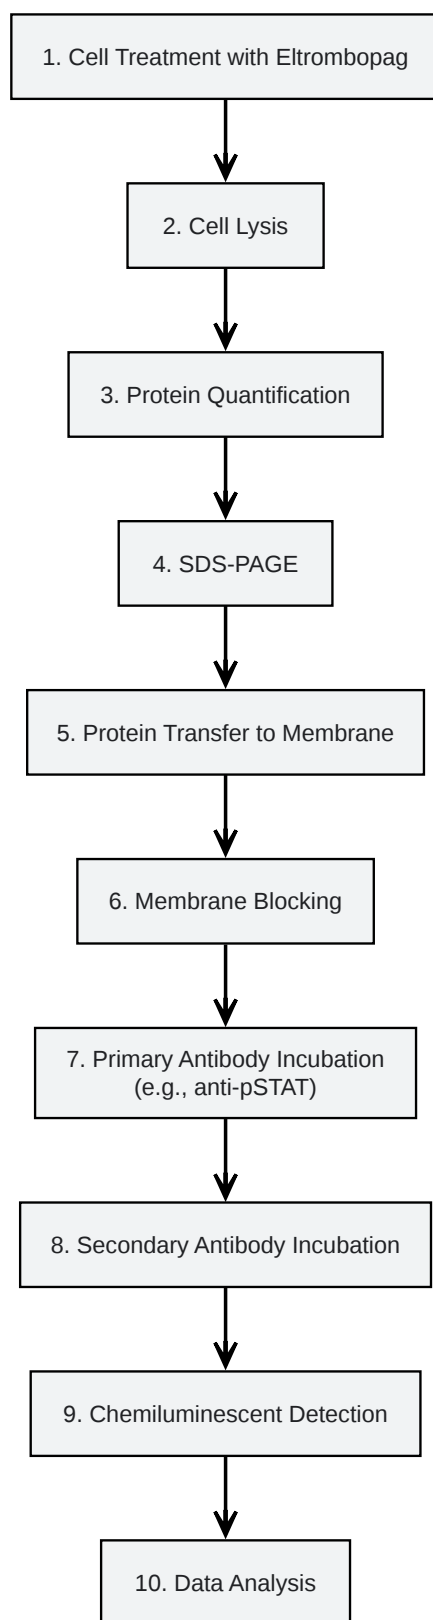 1. Cell Treatment with Eltrombopag
2. Cell Lysis
3. Protein Quantification
4. SDS-PAGE
5. Protein Transfer to Membrane
6. Membrane Blocking
7. Primary Antibody Incubation
(e.g., anti-pSTAT)
8. Secondary Antibody Incubation
9. Chemiluminescent Detection
10. Data Analysis